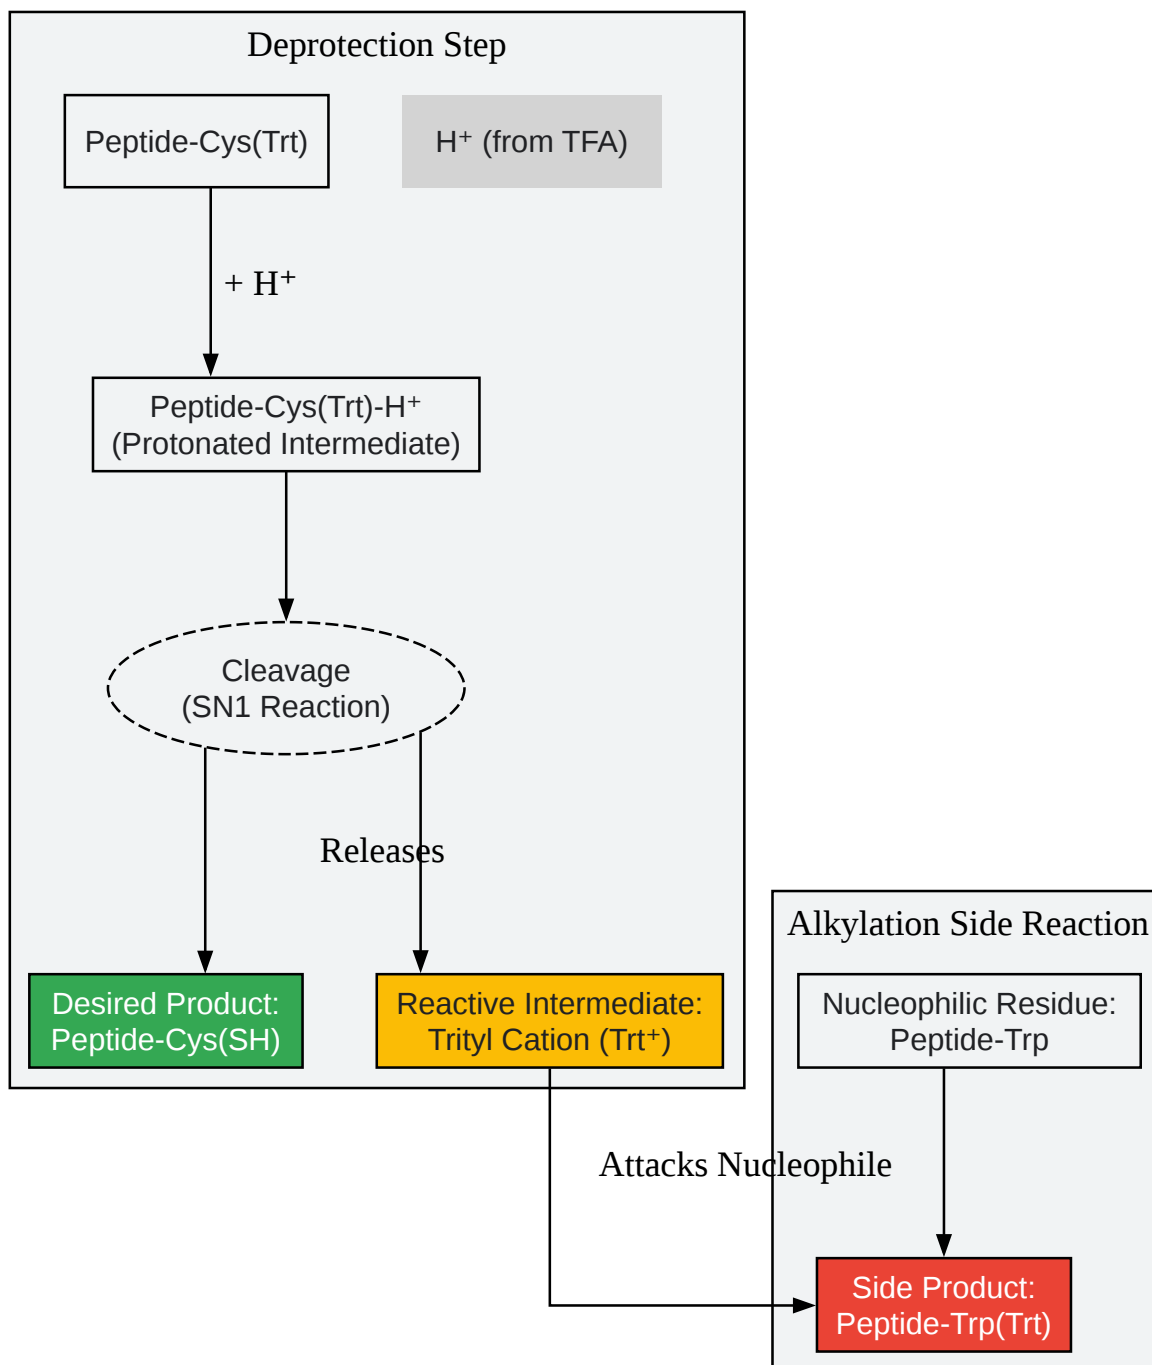 Deprotection Step
Peptide-Cys(Trt)
H⁺ (from TFA)
+ H⁺
Peptide-Cys(Trt)-H⁺
(Protonated Intermediate)
Cleavage
(SN1 Reaction)
Releases
Desired Product:
Peptide-Cys(SH)
Reactive Intermediate:
Trityl Cation (Trt⁺)
Alkylation Side Reaction
Nucleophilic Residue:
Peptide-Trp
Attacks Nucleophile
Side Product:
Peptide-Trp(Trt)